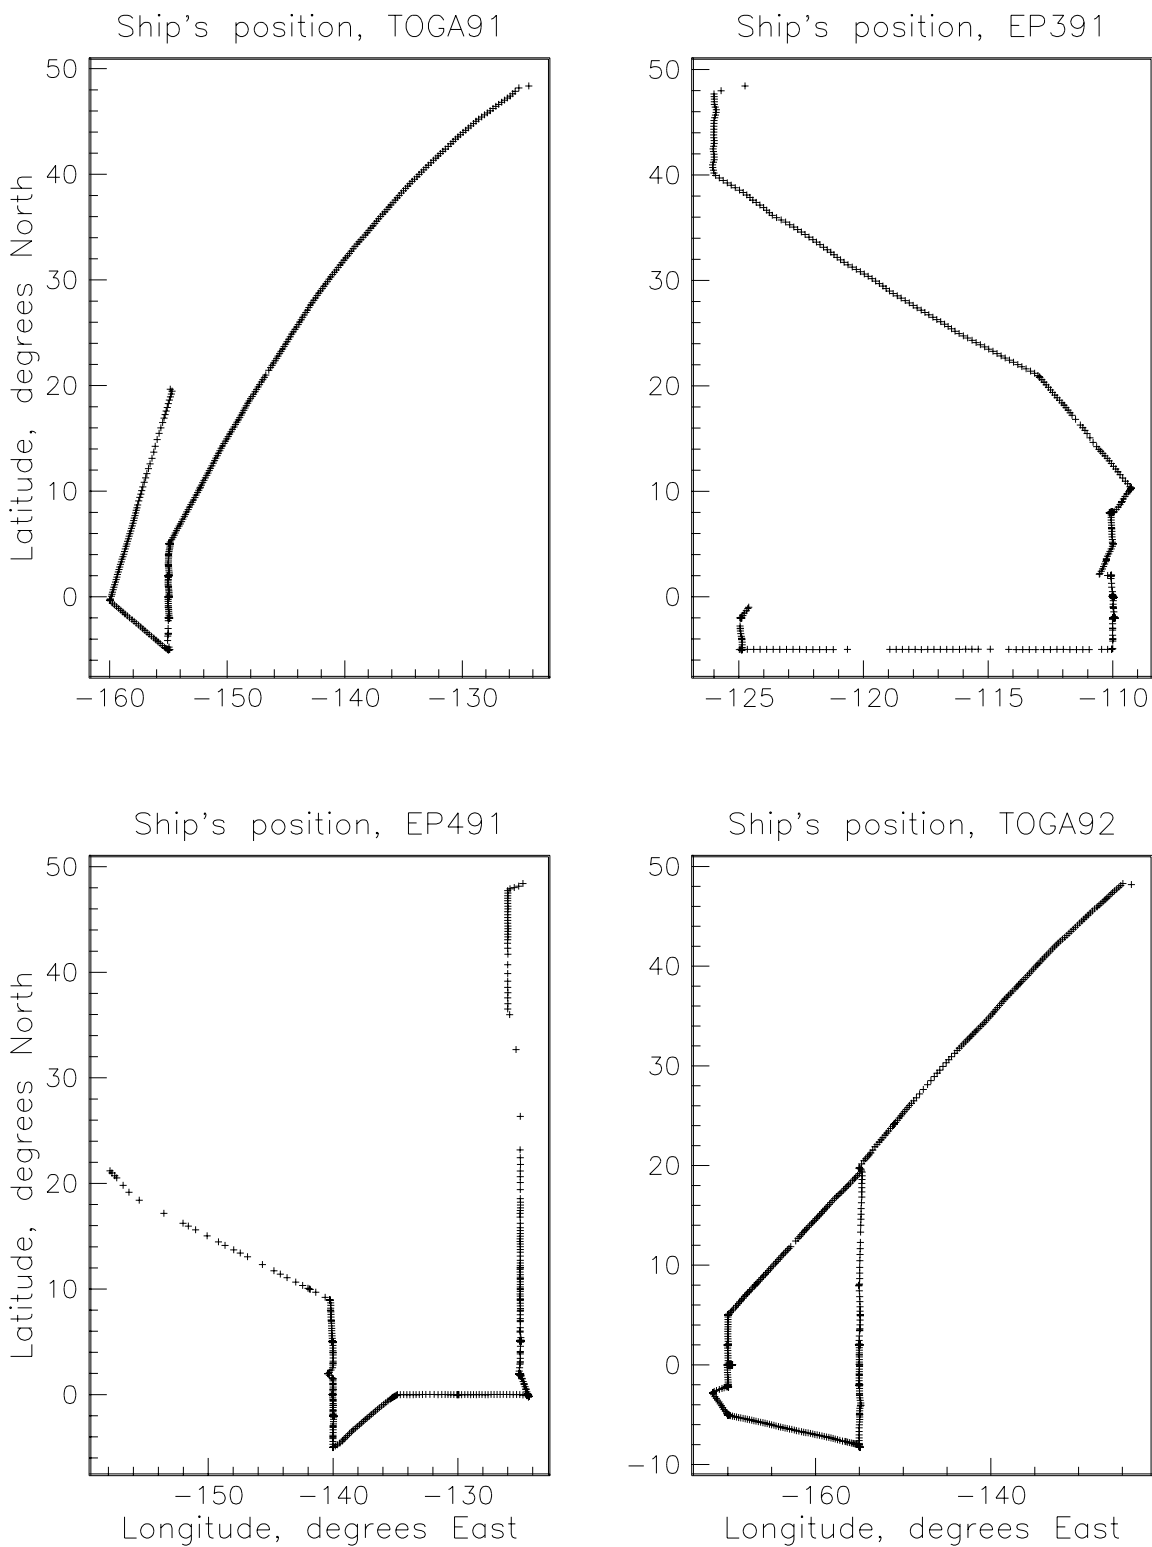 Ship's position, TOGA91
50
40
30
20
10
0
Latitude, degrees North
−160 −150 −140 −130
Ship's position, EP391
50
40
30
20
10
0
−125 −120 −115 −110
Ship's position, EP491
50
40
30
20
10
0
Latitude, degrees North
−150 −140 −130
Longitude, degrees East
Ship's position, TOGA92
50
40
30
20
10
0
−10
−160 −140
Longitude, degrees East